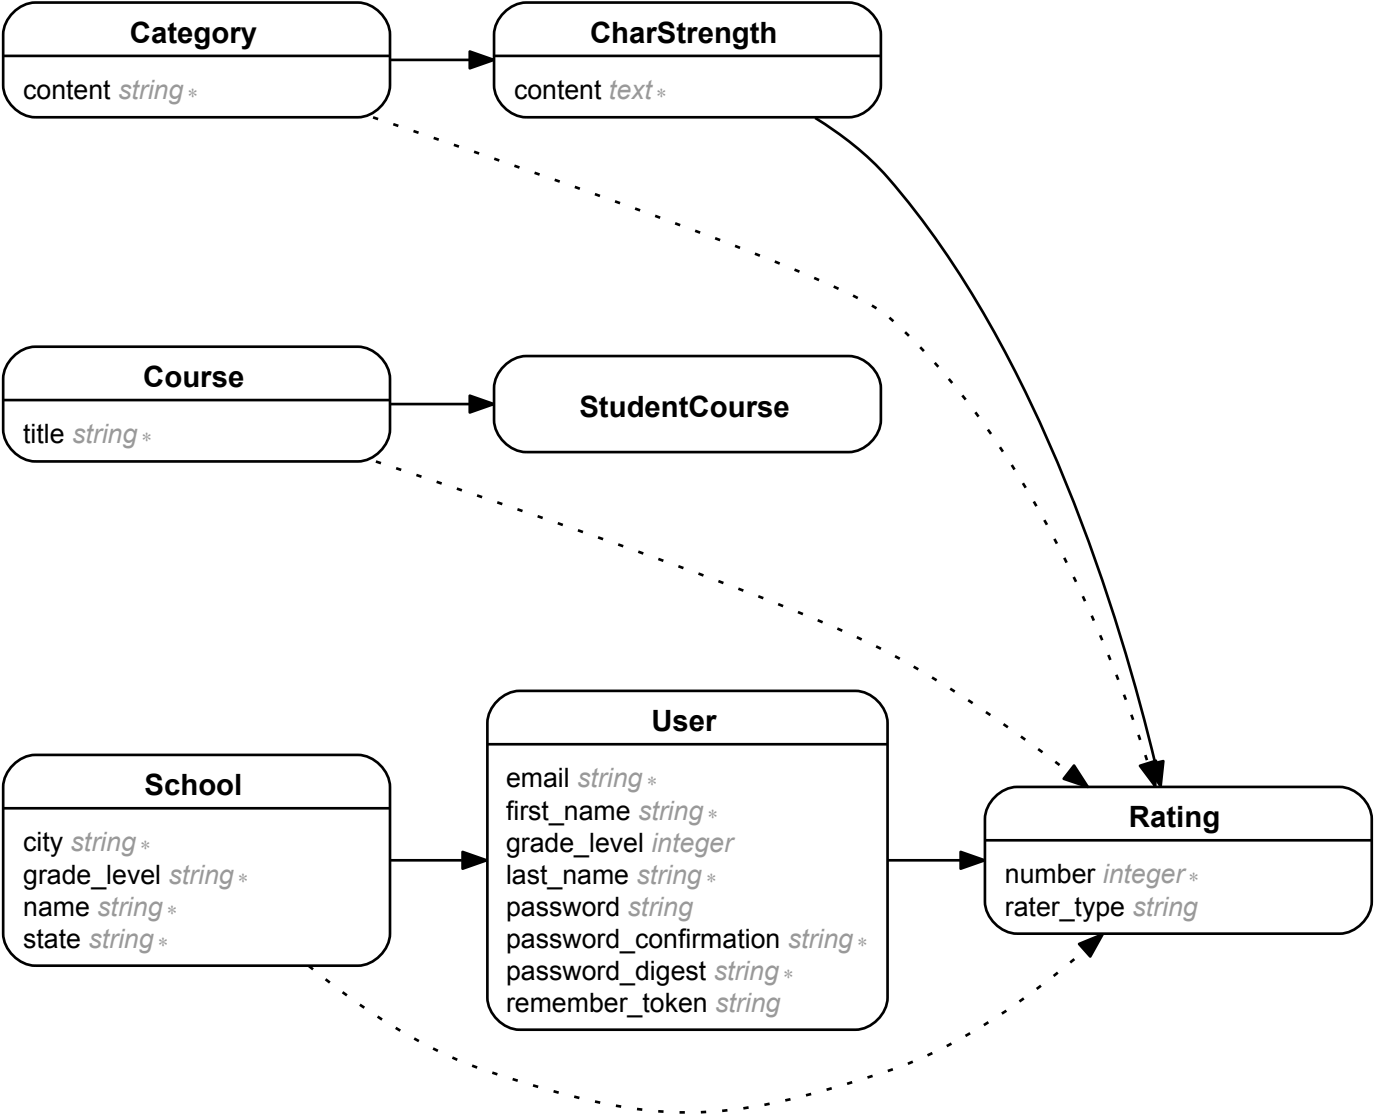 Category
content string *
CharStrength
content text *
Course
title string *
StudentCourse
School
city string *
grade_level string *
name string *
state string *
User
email string *
first_name string *
grade_level integer
last_name string *
password string
password_confirmation string *
password_digest string *
remember_token string
Rating
number integer *
rater_type string